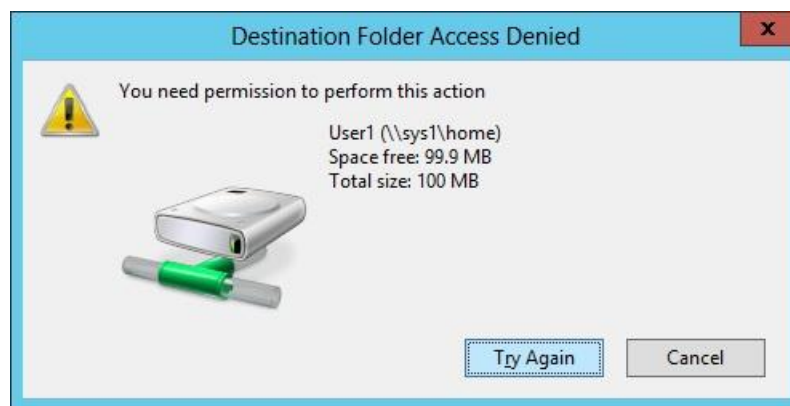 Destination Folder Access Denied
x
You need permission to perform this action
User1 (\\sys1\home)
Space free: 99.9 MB
Total size: 100 MB
Try Again
Cancel